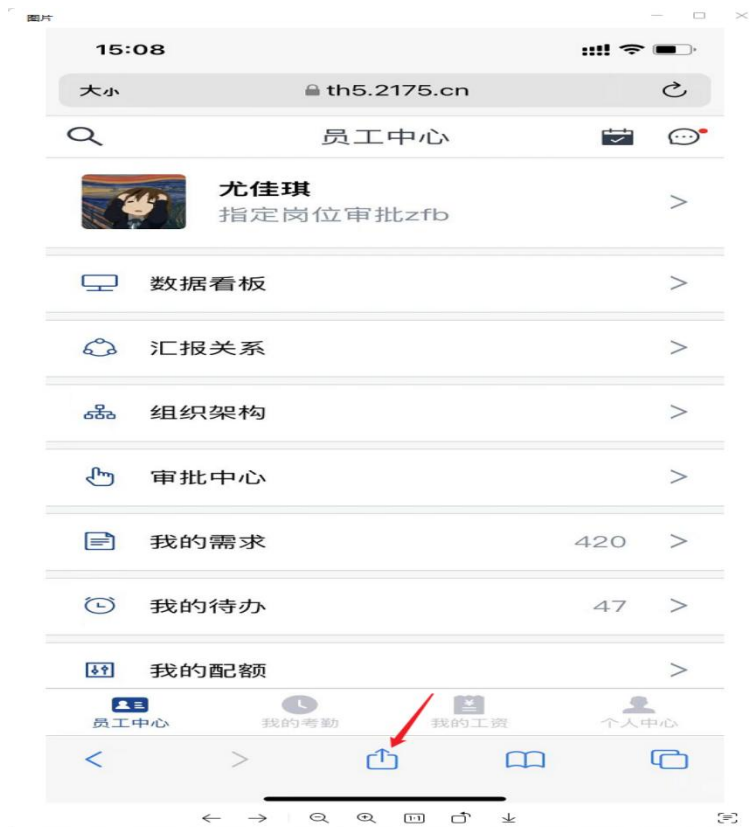 图片
15:08
大小 th5.2175.cn
员工中心
尤佳琪
指定岗位审批zfb
数据看板
汇报关系
组织架构
审批中心
我的需求 420
我的待办 47
我的配额
员工中心 我的考勤 我的工资 个人中心
1:1